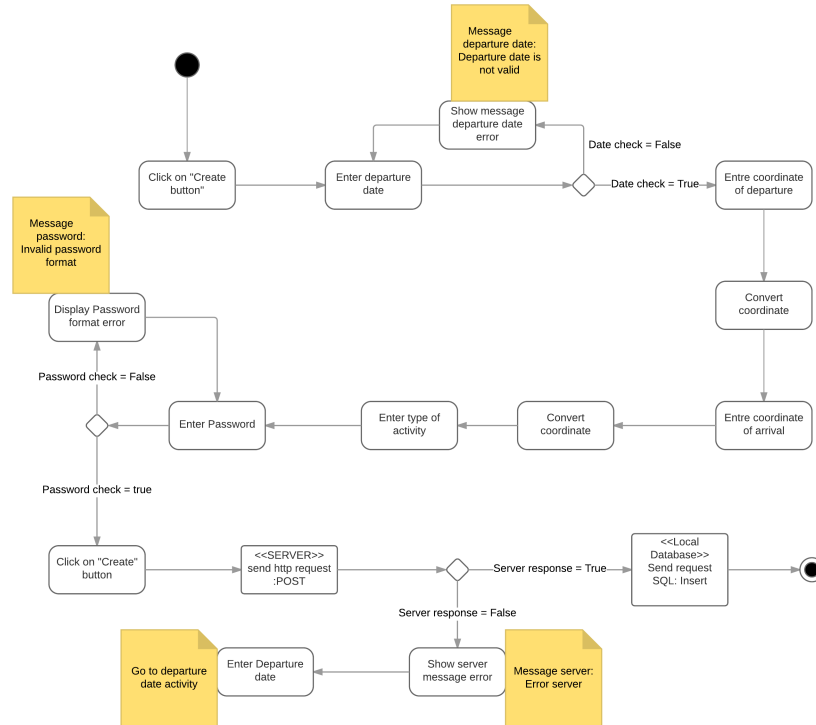 Message
departure date:
Departure date is
not valid
Show message
departure date
error
Date check = False
Click on "Create
button"
Enter departure
date
Date check = True
Entre coordinate
of departure
Message
password:
Invalid password
format
Display Password
format error
Convert
coordinate
Password check = False
Enter Password
Enter type of
activity
Convert
coordinate
Entre coordinate
of arrival
Password check = true
Click on "Create"
button
<<SERVER>>
send http request
:POST
Server response = True
<<Local
Database>>
Send request
SQL: Insert
Server response = False
Go to departure
date activity
Enter Departure
date
Show server
message error
Message server:
Error server